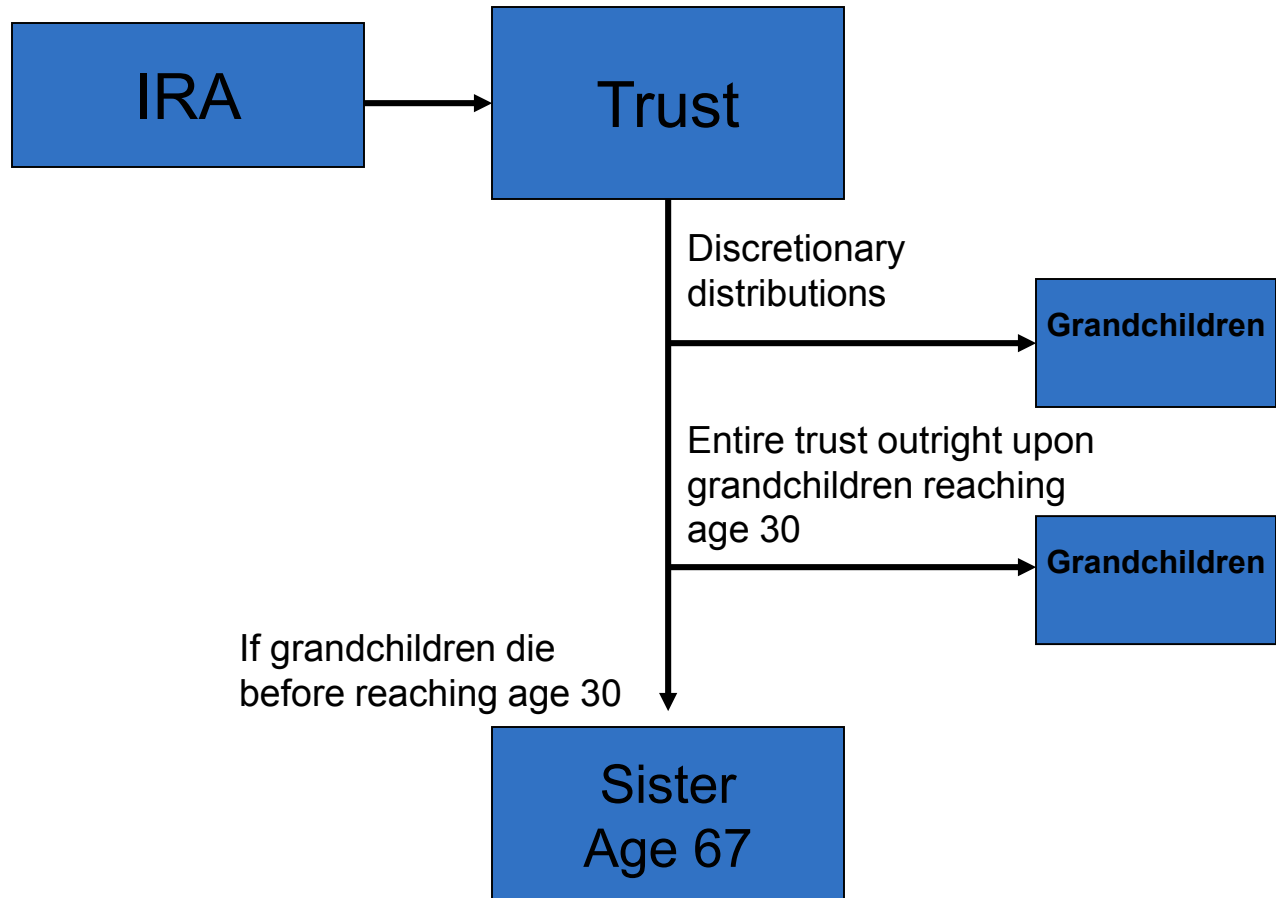 IRA
Trust
Discretionary
distributions
Grandchildren
Entire trust outright upon
grandchildren reaching
age 30
Grandchildren
If grandchildren die
before reaching age 30
Sister
Age 67